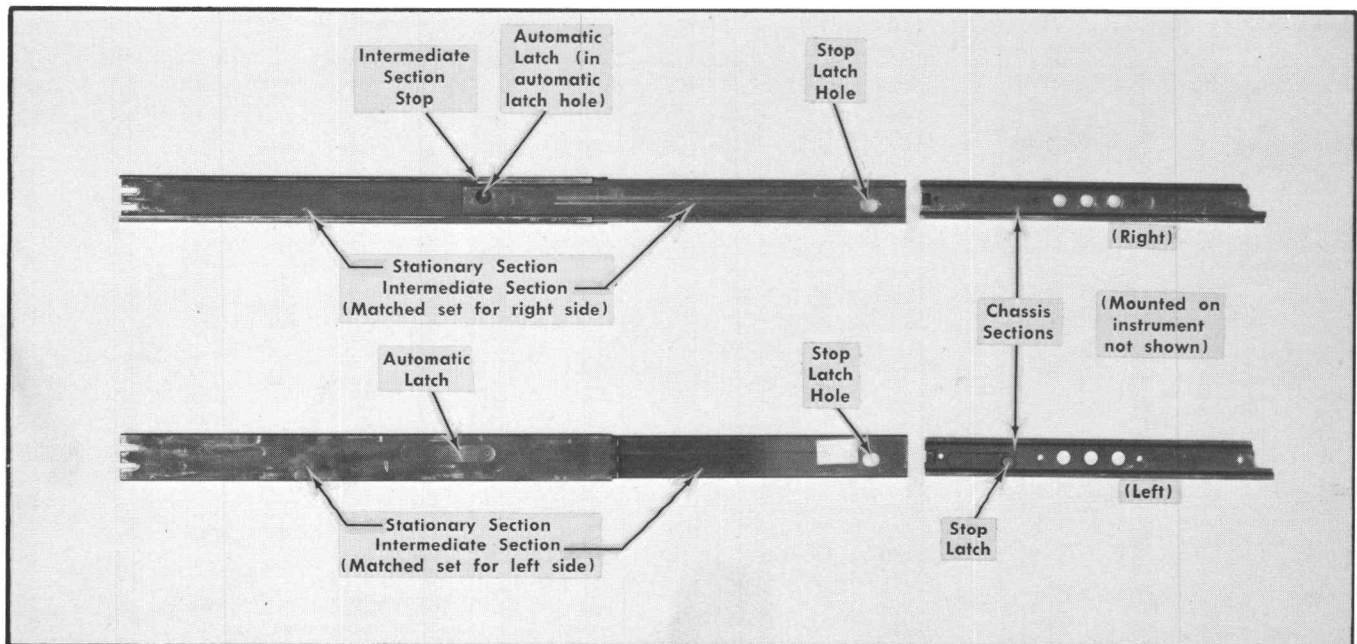 Intermediate
Section
Stop
Automatic
Latch (in
automatic
latch hole)
Stop
Latch
Hole
(Right)
Stationary Section
Intermediate Section
(Matched set for right side)
Chassis
Sections
(Mounted on
instrument
not shown)
Automatic
Latch
Stop
Latch
Hole
(Left)
Stationary Section
Intermediate Section
(Matched set for left side)
Stop
Latch